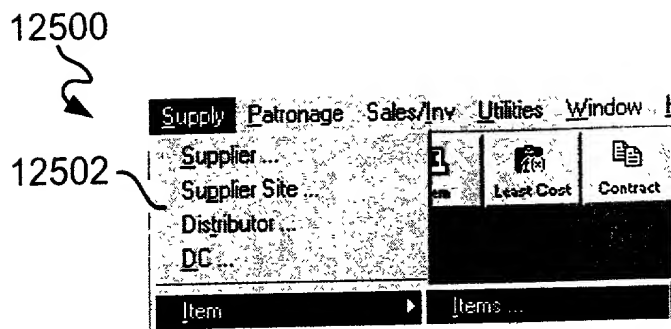 12500
Supply Patronage Sales/Inv Utilities Window
12502
Supplier ...
Supplier Site ...
Distributor ...
DC ...
Least Cost Contract
Item Items ...